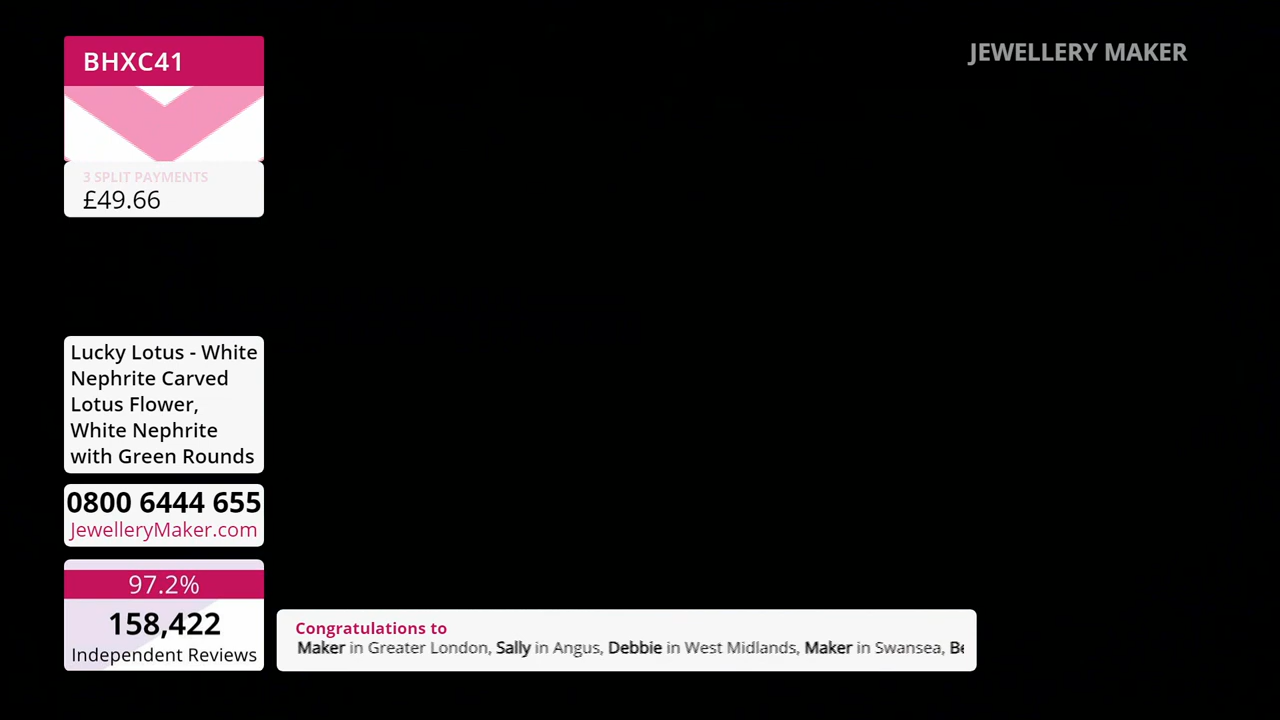 BHXC41
JEWELLERY MAKER
3 SPLIT PAYMENTS
£49.66
Lucky Lotus - White
Nephrite Carved
Lotus Flower,
White Nephrite
with Green Rounds
0800 6444 655
JewelleryMaker.com
97.2%
158,422
Independent Reviews
Congratulations to
Maker in Greater London, Sally in Angus, Debbie in West Midlands, Maker in Swansea,